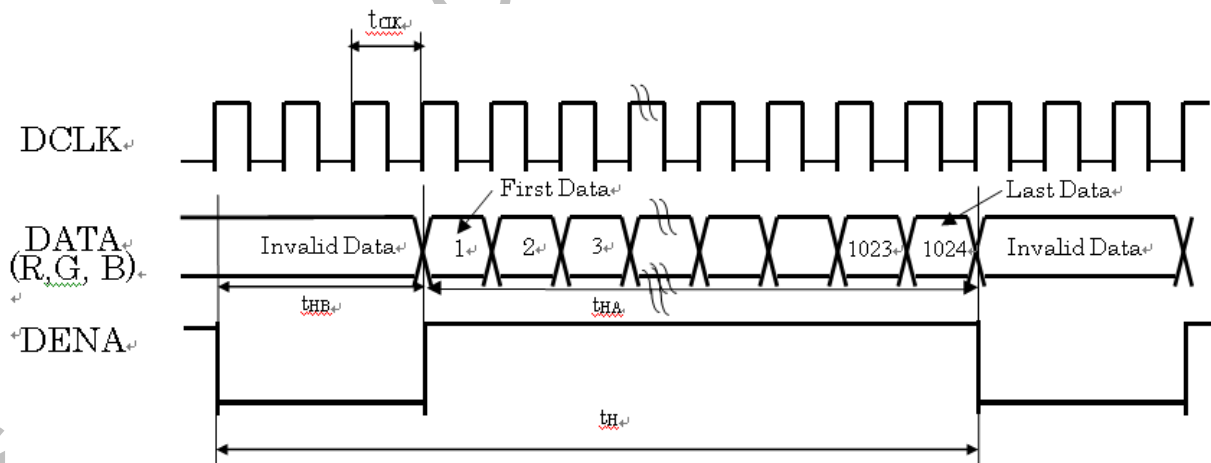 tCLK
DCLK
First Data
Last Data
DATA
(R,G, B)
Invalid Data
1
2
3
1023
1024
Invalid Data
tHB
tHA
DENA
tH